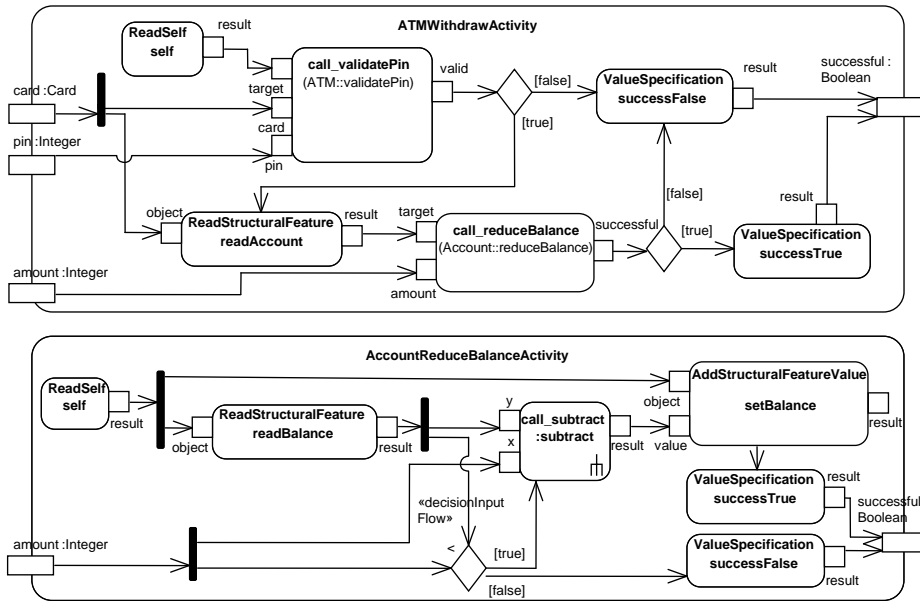 ATMWithdrawActivity
ReadSelf
self
result
call_validatePin
(ATM::validatePin)
valid
[false]
ValueSpecification
successFalse
result
successful :
Boolean
card :Card
target
card
pin
[true]
pin :Integer
object
ReadStructuralFeature
readAccount
result
target
call_reduceBalance
(Account::reduceBalance)
successful
[false]
[true]
result
ValueSpecification
successTrue
amount :Integer
amount
AccountReduceBalanceActivity
ReadSelf
self
result
object
ReadStructuralFeature
readBalance
result
y
x
call_subtract
:subtract
result
AddStructuralFeatureValue
setBalance
object
value
result
ValueSpecification
successTrue
result
successful:
Boolean
«decisionInput
Flow»
<
[true]
[false]
amount :Integer
ValueSpecification
successFalse
result